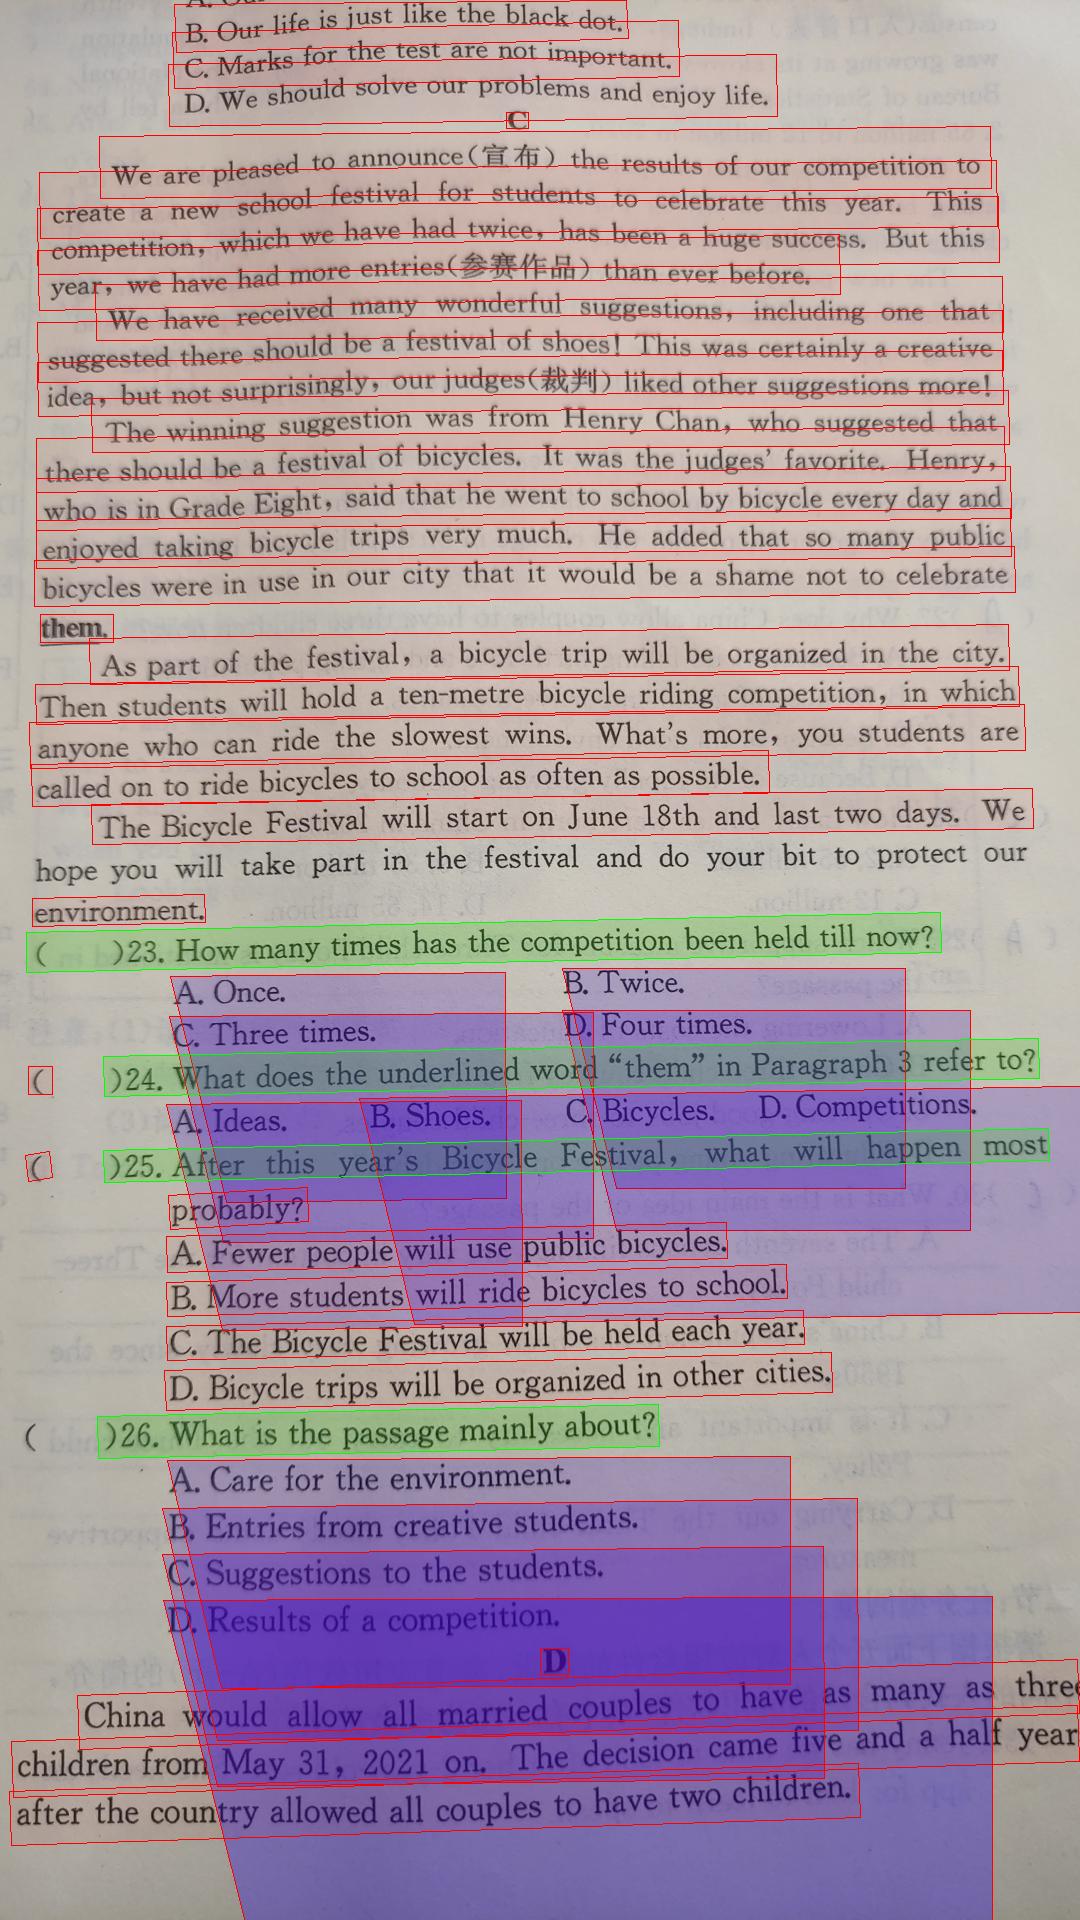 B. Our life is just like the black dot.
C. Marks for the test are not important.
D. We should solve our problems and enjoy life.
C
We are pleased to announce(宣布) the results of our competition to
create a new school festival for students to celebrate this year. This
competition, which we have had twice, has been a huge success. But this
year, we have had more entries(参赛作品) than ever before.
We have received many wonderful suggestions, including one that
suggested there should be a festival of shoes! This was certainly a creative
idea, but not surprisingly, our judges(裁判) liked other suggestions more!
The winning suggestion was from Henry Chan, who suggested that
there should be a festival of bicycles. It was the judges' favorite. Henry,
who is in Grade Eight, said that he went to school by bicycle every day and
enjoyed taking bicycle trips very much. He added that so many public
bicycles were in use in our city that it would be a shame not to celebrate
them.
As part of the festival, a bicycle trip will be organized in the city.
Then students will hold a ten-metre bicycle riding competition, in which
anyone who can ride the slowest wins. What's more, you students are
called on to ride bicycles to school as often as possible.
The Bicycle Festival will start on June 18th and last two days. We
hope you will take part in the festival and do your bit to protect our
environment.
( )23. How many times has the competition been held till now?
A. Once. B. Twice.
C. Three times. D. Four times.
( )24. What does the underlined word “them” in Paragraph 3 refer to?
A. Ideas. B. Shoes. C. Bicycles. D. Competitions.
( )25. After this year's Bicycle Festival, what will happen most
probably?
A. Fewer people will use public bicycles.
B. More students will ride bicycles to school.
C. The Bicycle Festival will be held each year.
D. Bicycle trips will be organized in other cities.
( )26. What is the passage mainly about?
A. Care for the environment.
B. Entries from creative students.
C. Suggestions to the students.
D. Results of a competition.
D
China would allow all married couples to have as many as three
children from May 31, 2021 on. The decision came five and a half year
after the country allowed all couples to have two children.